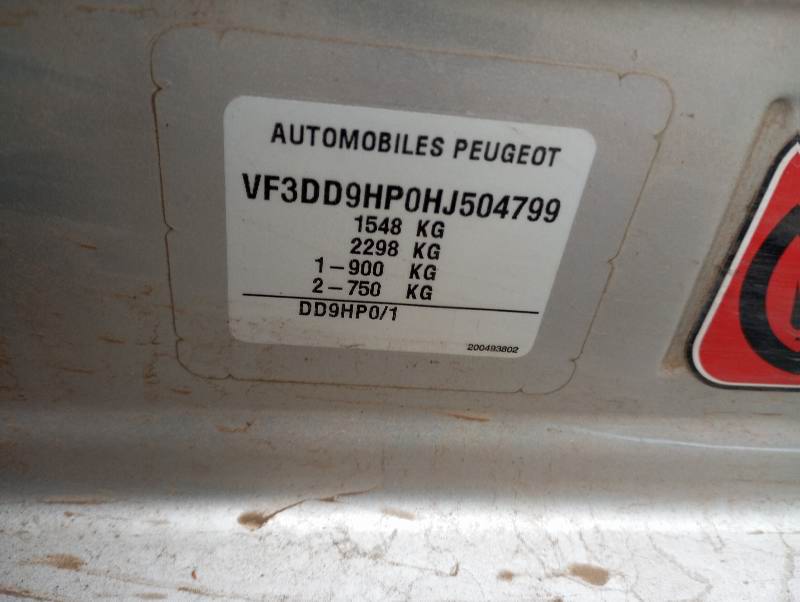 AUTOMOBILES PEUGEOT
VF3DD9HP0HJ504799
1548 KG
2298 KG
1-900 KG
2-750 KG
DD9HP0/1
200493802